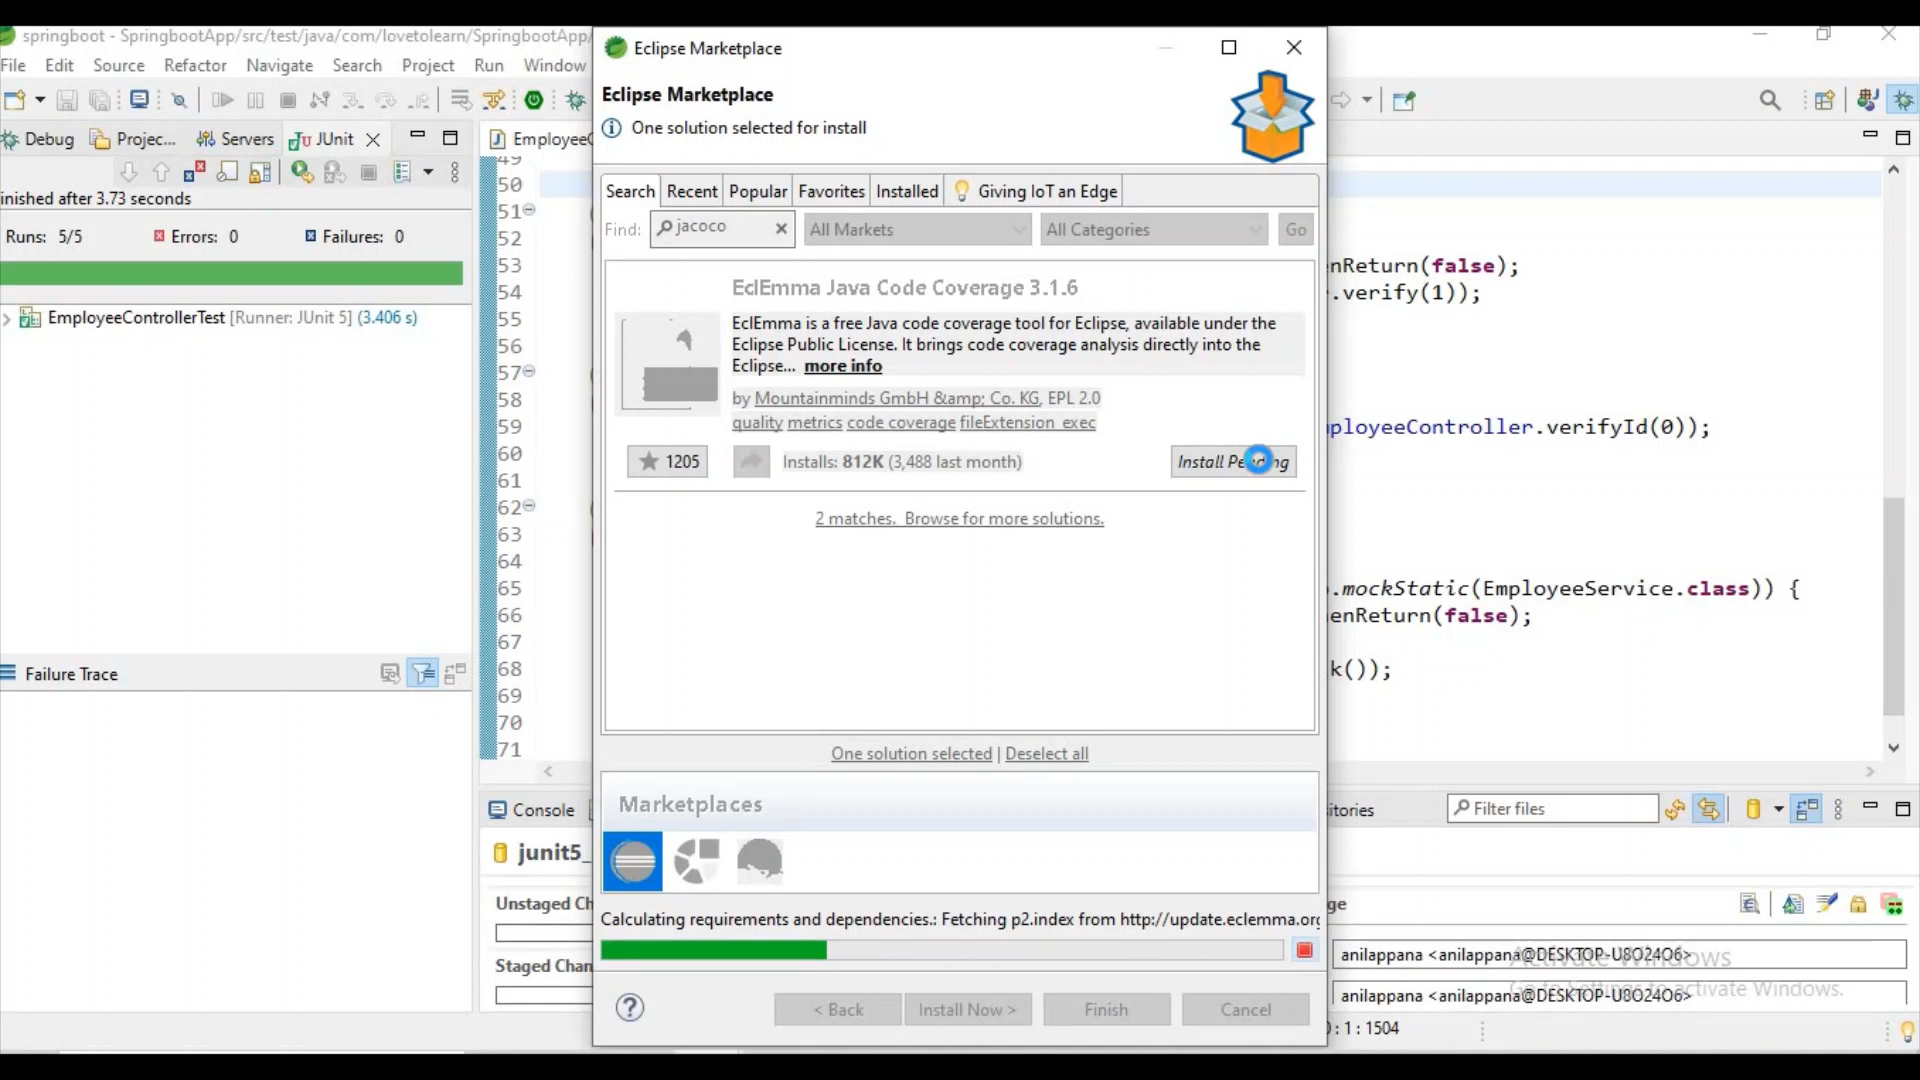 springboot - SpringbootApp/src/test/java/com/lovetolearn/SpringbootApp/
File Edit Source Refactor Navigate Search Project Run Window
Debug Projec... Servers JUnit
inished after 3.73 seconds
Runs: 5/5 Errors: 0 Failures: 0
EmployeeControllerTest [Runner: JUnit 5] (3.406 s)
Failure Trace
Eclipse Marketplace
Eclipse Marketplace
One solution selected for install
Search Recent Popular Favorites Installed Giving IoT an Edge
Find: jacoco All Markets All Categories Go
EclEmma Java Code Coverage 3.1.6
EclEmma is a free Java code coverage tool for Eclipse, available under the
Eclipse Public License. It brings code coverage analysis directly into the
Eclipse... more info
by Mountainminds GmbH &amp; Co. KG, EPL 2.0
quality metrics code coverage fileExtension_exec
1205 Installs: 812K (3,488 last month) Install Pending
2 matches. Browse for more solutions.
One solution selected | Deselect all
Marketplaces
Calculating requirements and dependencies.: Fetching p2.index from http://update.eclemma.org
< Back Install Now > Finish Cancel
EmployeeC
49
50
51
52
53
54
55
56
57
58
59
60
61
62
63
64
65
66
67
68
69
70
71
nReturn(false);
.verify(1));
ployeeController.verifyId(0));
.mockStatic(EmployeeService.class)) {
enReturn(false);
k());
Console
itories Filter files
junit5_
Unstaged Ch
Staged Chan
ge
anilappana <anilappana@DESKTOP-U8O24O6>
anilappana <anilappana@DESKTOP-U8O24O6>
Activate Windows
Go to Settings to activate Windows.
: 1 : 1504